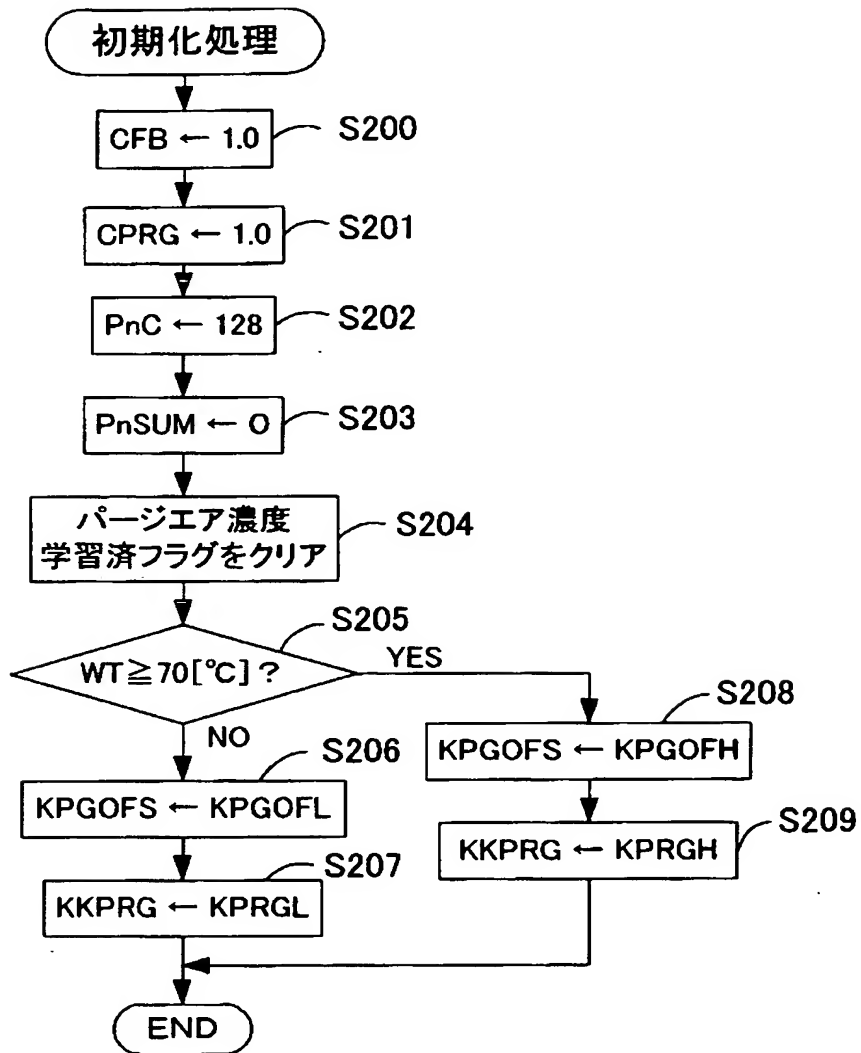 初期化処理
CFB ← 1.0
S200
CPRG ← 1.0
S201
PnC ← 128
S202
PnSUM ← O
S203
パージエア濃度
学習済フラグをクリア
S204
S205
WT≧70[℃]?
YES
NO
S206
KPGOFS ← KPGOFL
S207
KKPRG ← KPRGL
S208
KPGOFS ← KPGOFH
S209
KKPRG ← KPRGH
END